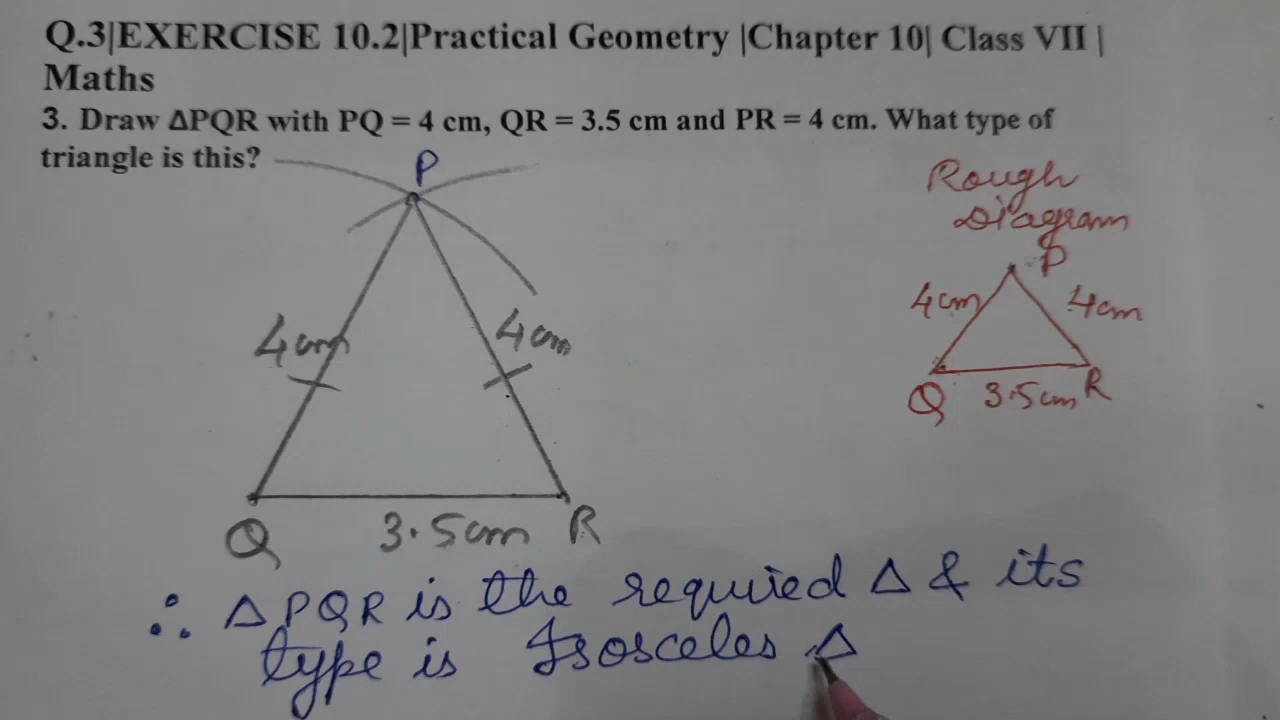 Q.3|EXERCISE 10.2|Practical Geometry |Chapter 10| Class VII |
Maths
3. Draw ΔPQR with PQ = 4 cm, QR = 3.5 cm and PR = 4 cm. What type of
triangle is this?
P
4cm
4cm
Q
3.5cm
R
Rough
Diagram
P
4cm
4cm
Q
3.5cm
R
∴ Δ PQR is the requried Δ & its
type is Isosceles Δ